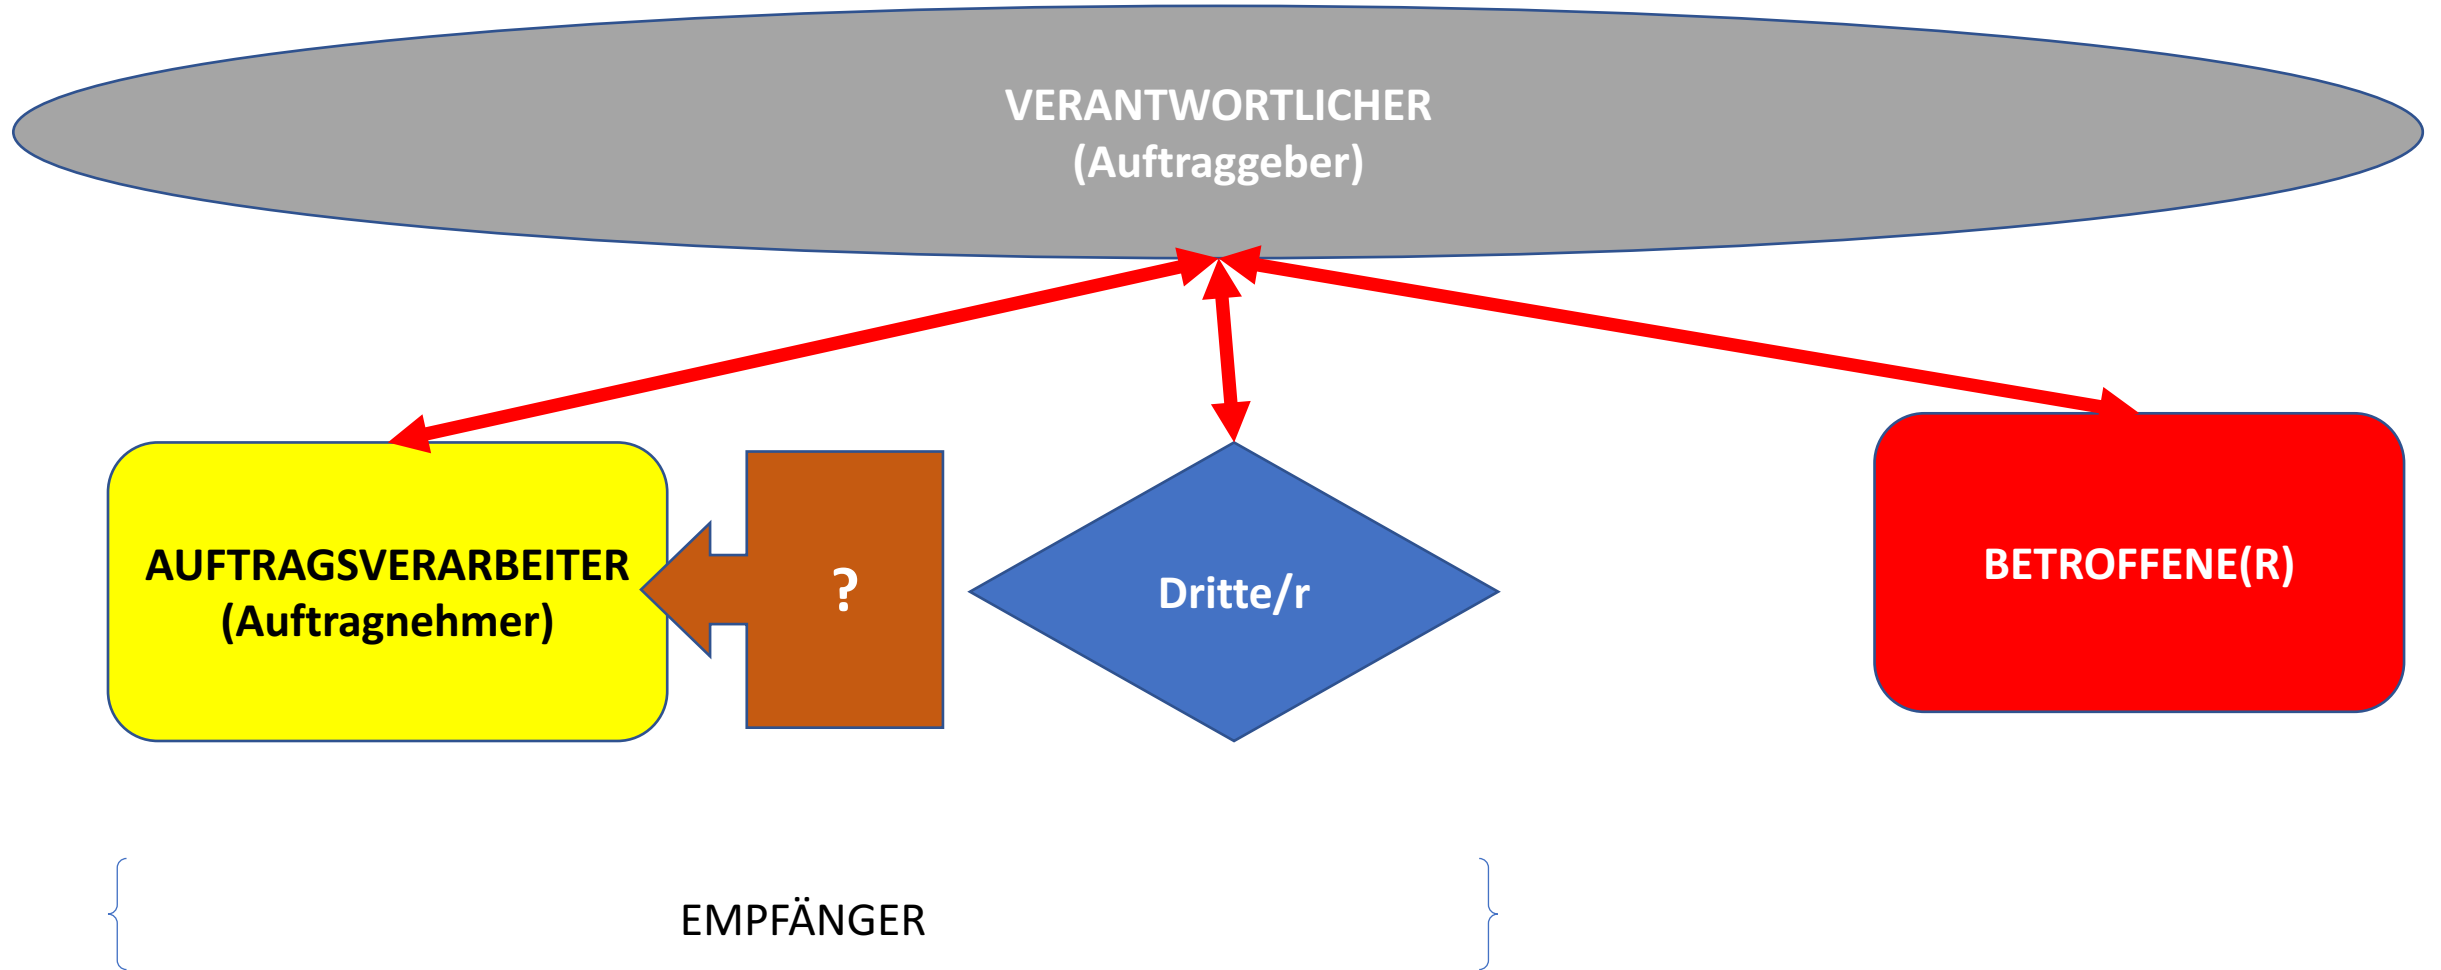 VERANTWORTLICHER
(Auftraggeber)
AUFTRAGSVERARBEITER
(Auftragnehmer)
?
Dritte/r
BETROFFENE(R)
EMPFÄNGER